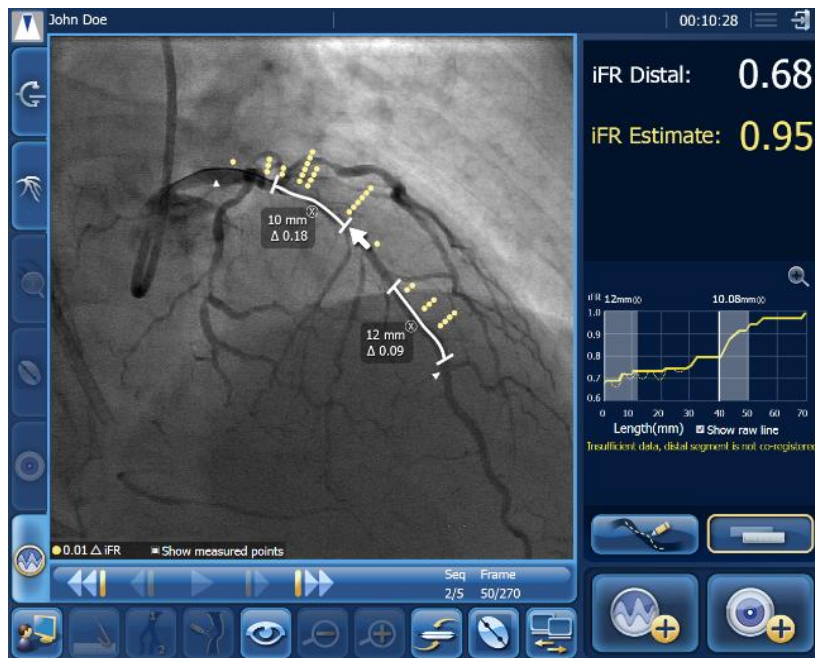 John Doe
00:10:28
iFR Distal: 0.68
iFR Estimate: 0.95
10 mm
Δ 0.18
12 mm
Δ 0.09
iFR 12mm 10.08mm
1.0
0.9
0.8
0.7
0.6
0 10 20 30 40 50 60 70
Length(mm) Show raw line
Insufficient data, distal segment is not co-registered
0.01 Δ iFR Show measured points
Seq Frame
2/5 50/270
1
2